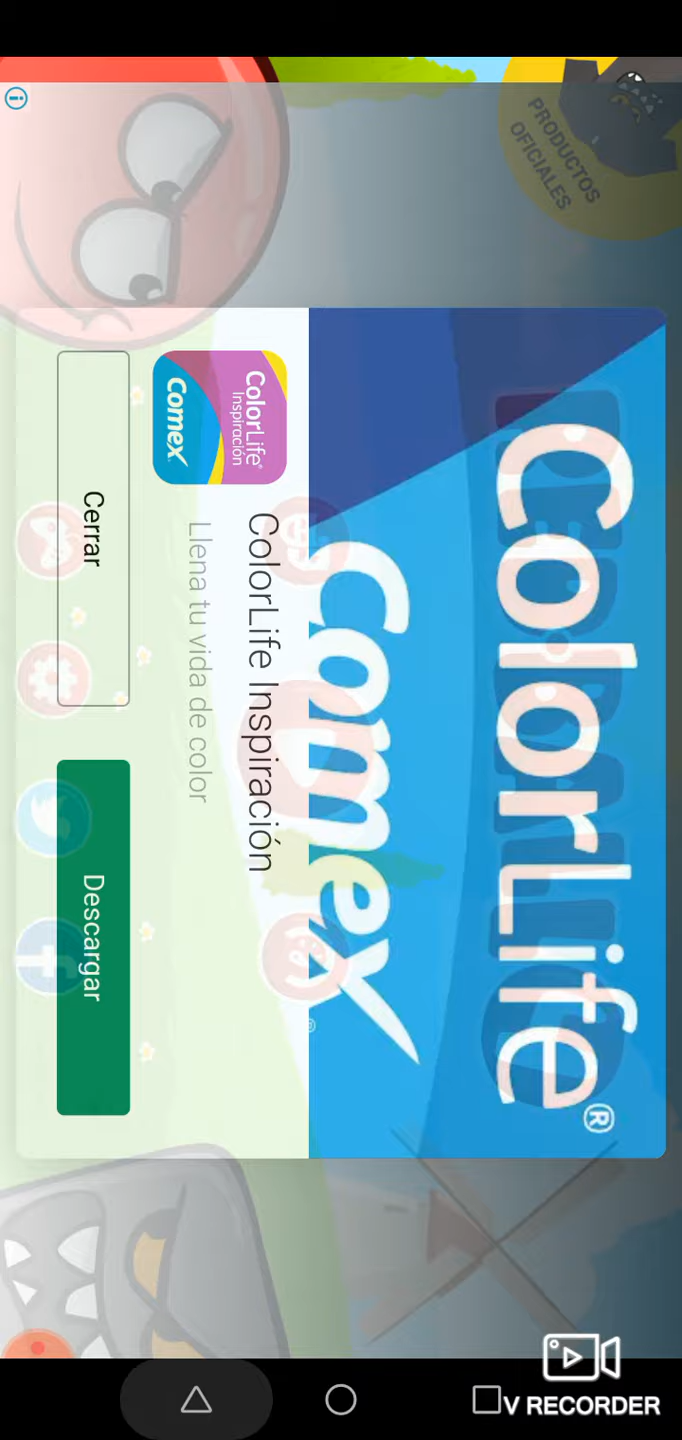 PRODUCTOS
OFICIALES
ColorLife®
Comex®
ColorLife®
Inspiración
Comex
ColorLife Inspiración
Llena tu vida de color
Cerrar
Descargar
V RECORDER